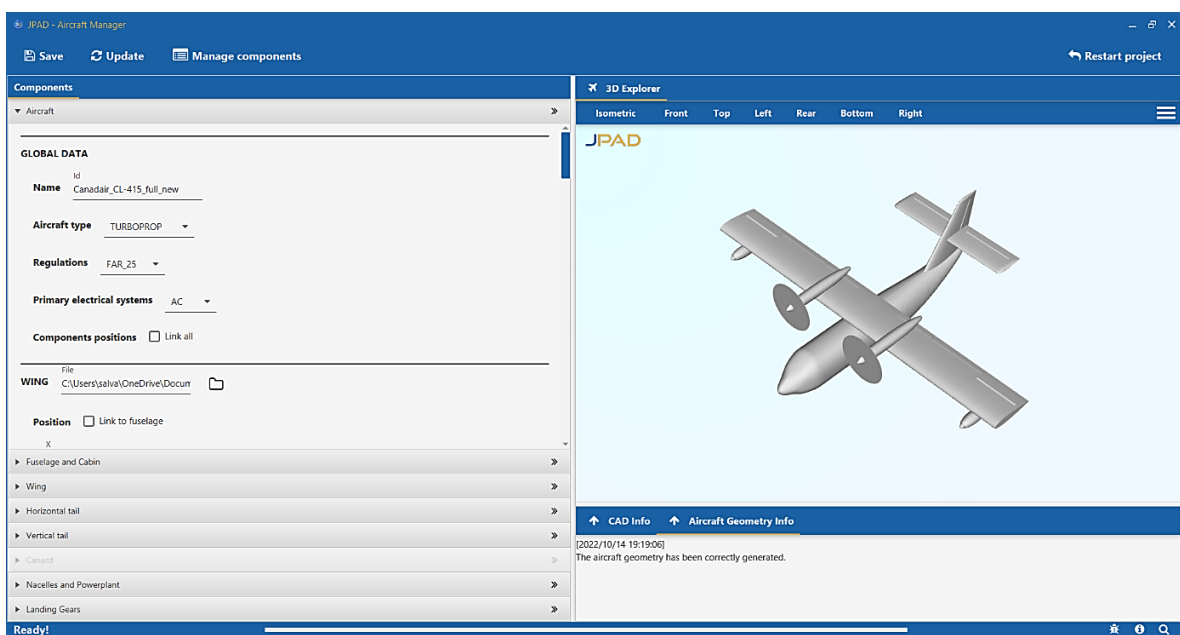 JPAD - Aircraft Manager
Save Update Manage components Restart project
Components
Aircraft
GLOBAL DATA
Id
Name Canadair_CL-415_full_new
Aircraft type TURBOPROP
Regulations FAR_25
Primary electrical systems AC
Components positions Link all
File
WING C:\Users\salva\OneDrive\Docum
Position Link to fuselage
X
Fuselage and Cabin
Wing
Horizontal tail
Vertical tail
Canard
Nacelles and Powerplant
Landing Gears
3D Explorer
Isometric Front Top Left Rear Bottom Right
JPAD
CAD Info Aircraft Geometry Info
[2022/10/14 19:19:06]
The aircraft geometry has been correctly generated.
Ready!